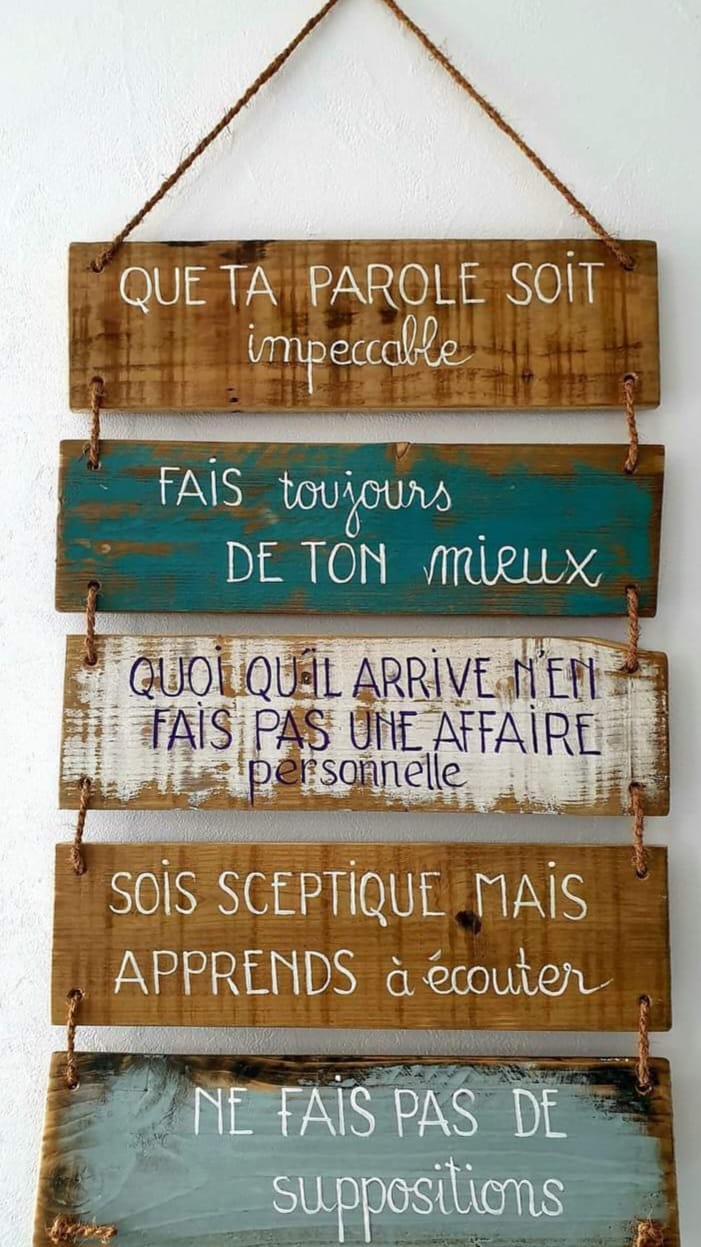 QUE TA PAROLE SOIT
impeccable
FAIS toujours
DE TON mieux
QUOI QU'IL ARRIVE N'EN
FAIS PAS UNE AFFAIRE
personnelle
SOIS SCEPTIQUE MAIS
APPRENDS à écouter
NE FAIS PAS DE
suppositions